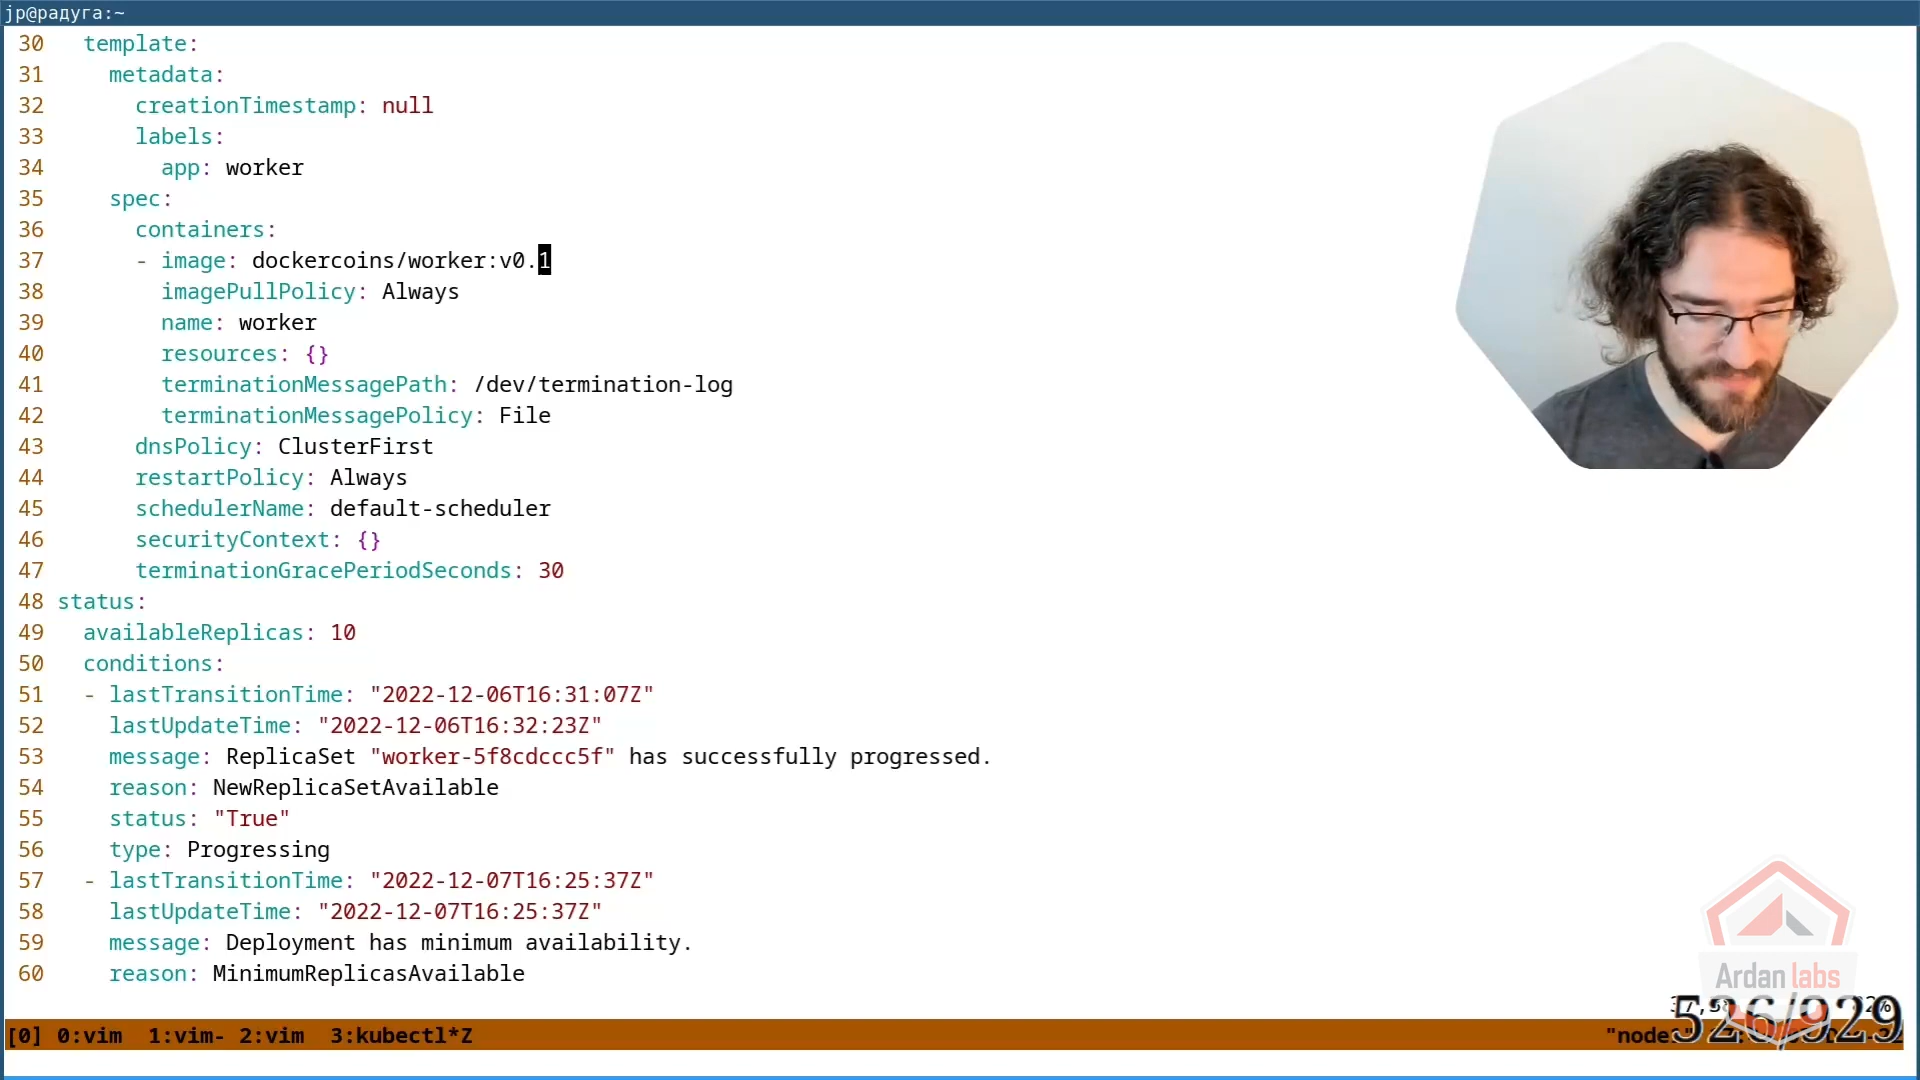 jp@радуга:~
30 template:
31 metadata:
32 creationTimestamp: null
33 labels:
34 app: worker
35 spec:
36 containers:
37 - image: dockercoins/worker:v0.1
38 imagePullPolicy: Always
39 name: worker
40 resources: {}
41 terminationMessagePath: /dev/termination-log
42 terminationMessagePolicy: File
43 dnsPolicy: ClusterFirst
44 restartPolicy: Always
45 schedulerName: default-scheduler
46 securityContext: {}
47 terminationGracePeriodSeconds: 30
48 status:
49 availableReplicas: 10
50 conditions:
51 - lastTransitionTime: "2022-12-06T16:31:07Z"
52 lastUpdateTime: "2022-12-06T16:32:23Z"
53 message: ReplicaSet "worker-5f8cdccc5f" has successfully progressed.
54 reason: NewReplicaSetAvailable
55 status: "True"
56 type: Progressing
57 - lastTransitionTime: "2022-12-07T16:25:37Z"
58 lastUpdateTime: "2022-12-07T16:25:37Z"
59 message: Deployment has minimum availability.
60 reason: MinimumReplicasAvailable
Ardan labs
526/929
[0] 0:vim 1:vim- 2:vim 3:kubectl*Z